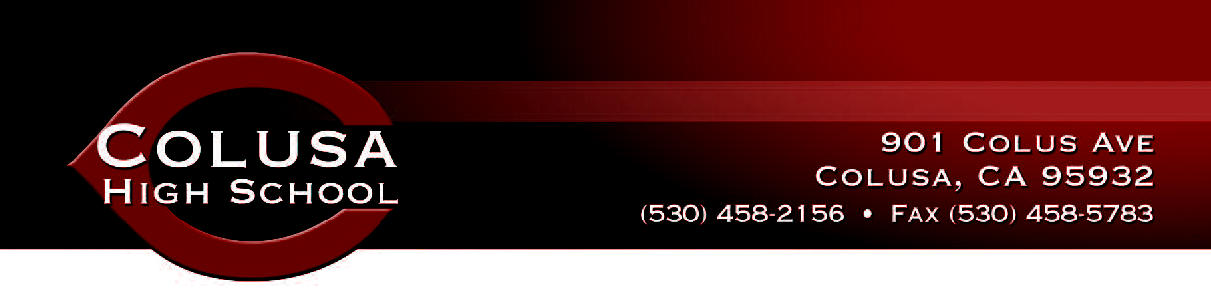 Colusa
High School
901 Colus Ave
Colusa, CA 95932
(530) 458-2156 • Fax (530) 458-5783